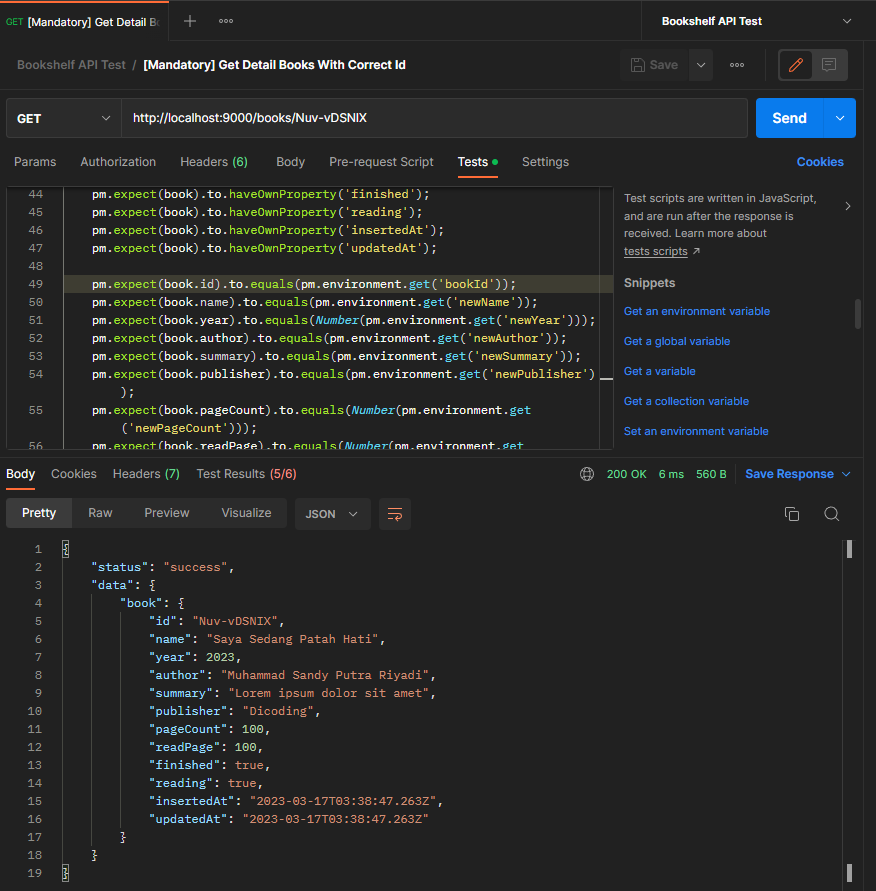 GET [Mandatory] Get Detail Bo
Bookshelf API Test
Bookshelf API Test / [Mandatory] Get Detail Books With Correct Id
Save
GET http://localhost:9000/books/Nuv-vDSNIX Send
Params Authorization Headers (6) Body Pre-request Script Tests Settings Cookies
44 pm.expect(book).to.haveOwnProperty('finished');
45 pm.expect(book).to.haveOwnProperty('reading');
46 pm.expect(book).to.haveOwnProperty('insertedAt');
47 pm.expect(book).to.haveOwnProperty('updatedAt');
48
49 pm.expect(book.id).to.equals(pm.environment.get('bookId'));
50 pm.expect(book.name).to.equals(pm.environment.get('newName'));
51 pm.expect(book.year).to.equals(Number(pm.environment.get('newYear')));
52 pm.expect(book.author).to.equals(pm.environment.get('newAuthor'));
53 pm.expect(book.summary).to.equals(pm.environment.get('newSummary'));
54 pm.expect(book.publisher).to.equals(pm.environment.get('newPublisher')
);
55 pm.expect(book.pageCount).to.equals(Number(pm.environment.get
('newPageCount')));
56 pm.expect(book.readPage).to.equals(Number(pm.environment.get
Test scripts are written in JavaScript,
and are run after the response is
received. Learn more about
tests scripts ↗
Snippets
Get an environment variable
Get a global variable
Get a variable
Get a collection variable
Set an environment variable
Body Cookies Headers (7) Test Results (5/6) 200 OK 6 ms 560 B Save Response
Pretty Raw Preview Visualize JSON
1 {
2 "status": "success",
3 "data": {
4 "book": {
5 "id": "Nuv-vDSNIX",
6 "name": "Saya Sedang Patah Hati",
7 "year": 2023,
8 "author": "Muhammad Sandy Putra Riyadi",
9 "summary": "Lorem ipsum dolor sit amet",
10 "publisher": "Dicoding",
11 "pageCount": 100,
12 "readPage": 100,
13 "finished": true,
14 "reading": true,
15 "insertedAt": "2023-03-17T03:38:47.263Z",
16 "updatedAt": "2023-03-17T03:38:47.263Z"
17 }
18 }
19 }